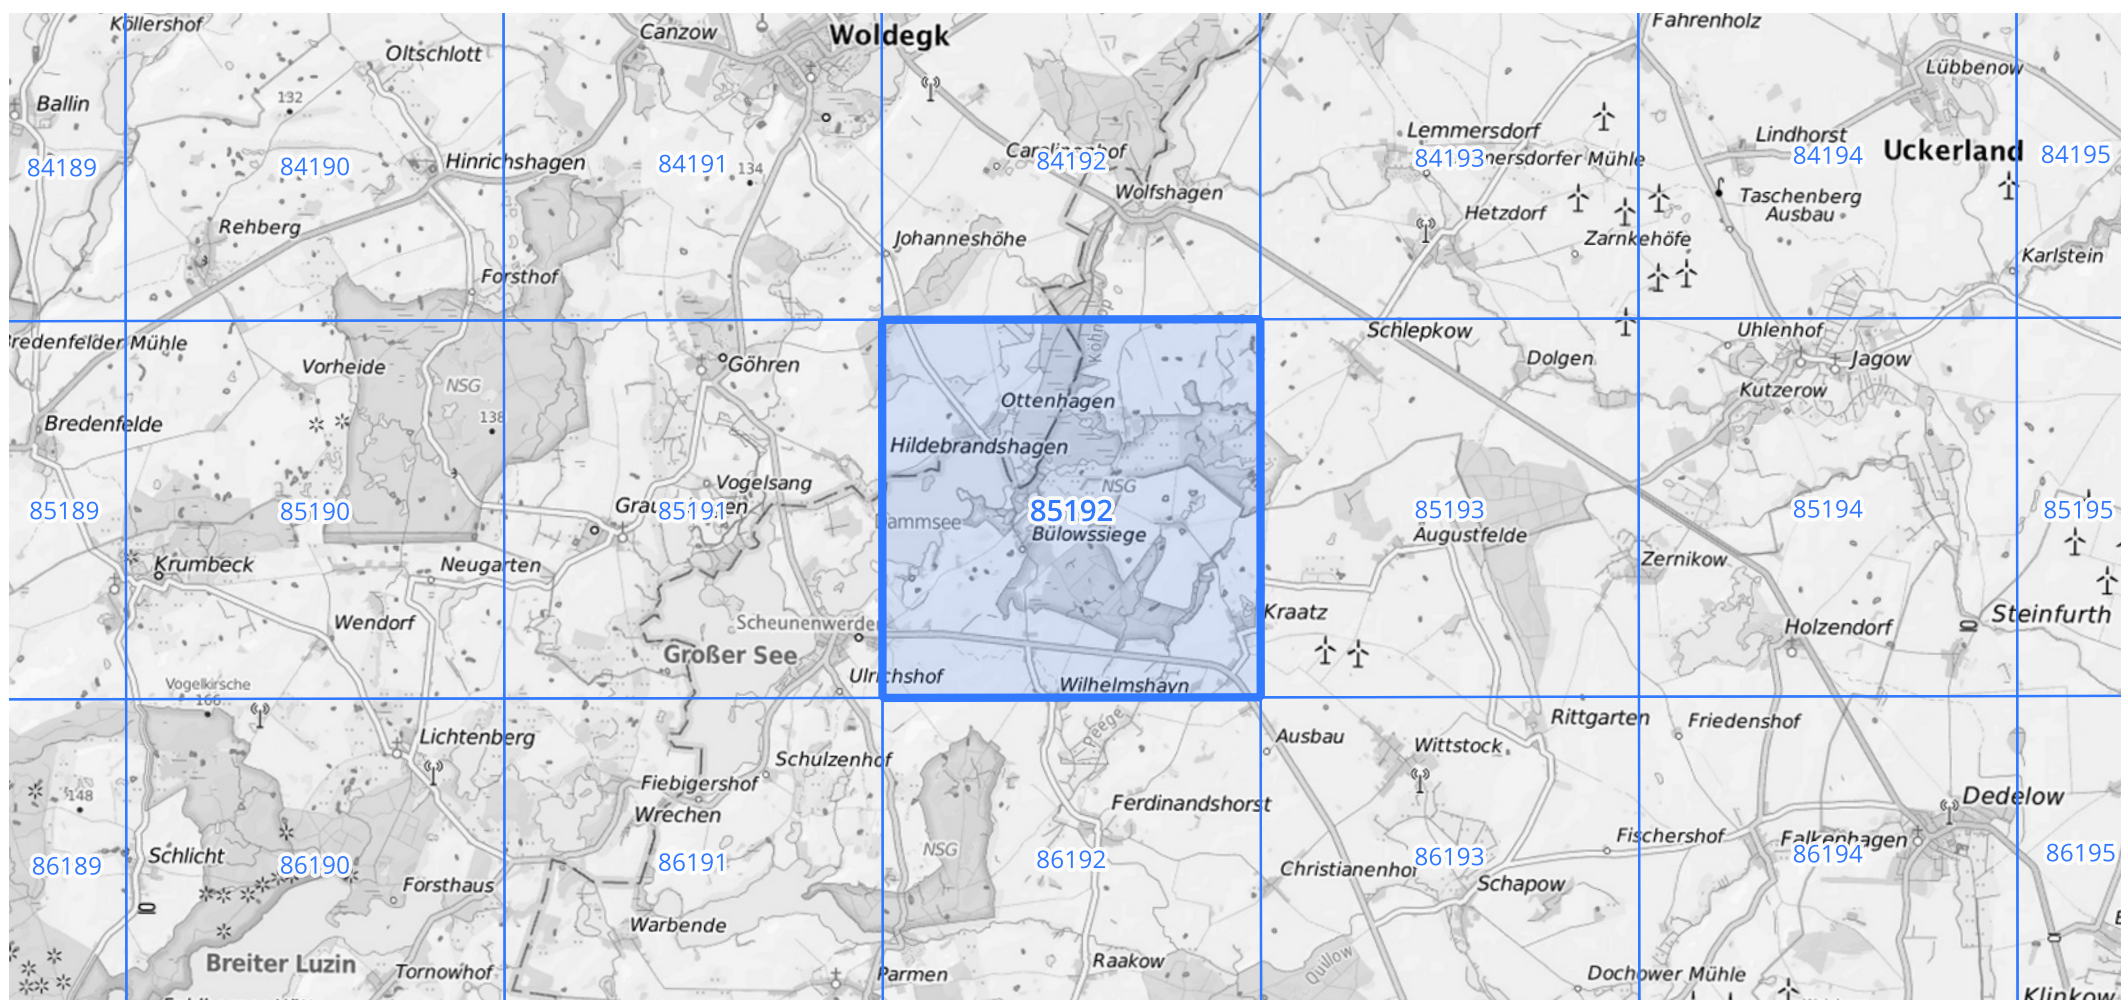 Köllershof
Oltschlott
Canzow
Woldegk
Fahrenholz
Lübbenow
132
Ballin
84189
84190
Hinrichshagen
84191
134
84192
Wolfshagen
Lemmersdorf
84193
Lindhorst
84194
Uckerland
84195
Rehberg
Johanneshöhe
Hetzdorf
Zarnkehöfe
Taschenberg
Ausbau
Karlstein
Forsthof
Schlepkow
Uhlenhof
Vorheide
Göhren
Dolgen
Jagow
NSG
Kutzerow
138
Ottenhagen
Bredenfelde
Hildebrandshagen
Vogelsang
NSG
85189
85190
85191
85192
85193
85194
85195
Bülowssiege
Augustfelde
Krumbeck
Neugarten
Zernikow
Wendorf
Scheunenwerder
Kraatz
Steinfurth
Großer See
Holzendorf
Ulrichshof
Wilhelmshayn
Vogelkirsche
166
Lichtenberg
Peege
Ausbau
Rittgarten
Friedenshof
Wittstock
Schulzenhof
Fiebigershof
148
Wrechen
Ferdinandshorst
Dedelow
Schlicht
NSG
Fischershof
Falkenhagen
86189
86190
86191
86192
86193
86194
86195
Forsthaus
Christianenhof
Schapow
Warbende
Breiter Luzin
Tornowhof
Parmen
Raakow
Quillow
Dochower Mühle
Klinkow